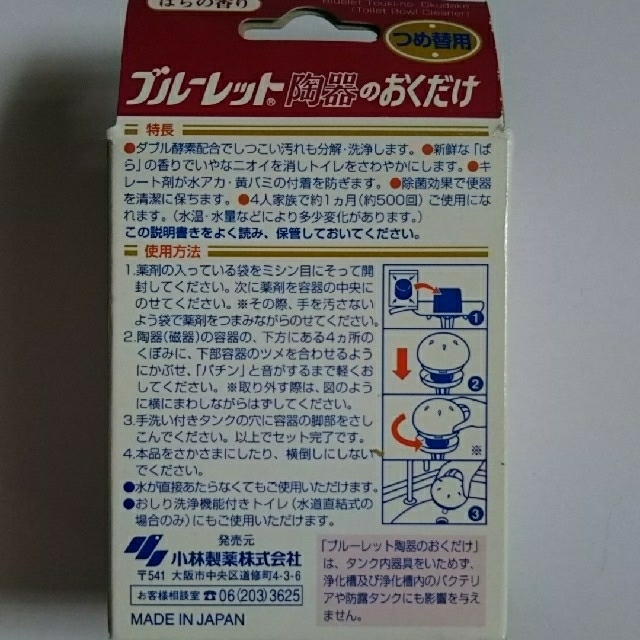 ばらの香り
Bluelet Touki-no Okudake
(Toilet Bowl Cleaner)
つめ替用
ブルーレット®陶器のおくだけ
特長
●ダブル酵素配合でしつこい汚れも分解・洗浄します。●新鮮な「ば
ら」の香りでいやなニオイを消しトイレをさわやかにします。●キ
レート剤が水アカ・黄バミの付着を防ぎます。●除菌効果で便器
を清潔に保ちます。●4人家族で約1ヵ月(約500回)ご使用にな
れます。(水温・水量などにより多少変化があります。)
この説明書きをよく読み、保管しておいてください。
使用方法
1.薬剤の入っている袋をミシン目にそって開
封してください。次に薬剤を容器の中央に
のせてください。※その際、手を汚さない
よう袋で薬剤をつまみながらのせてください。
2.陶器(磁器)の容器の、下方にある4ヵ所の
くぼみに、下部容器のツメを合わせるよう
にかぶせ、「パチン」と音がするまで軽くお
してください。※取り外す際は、図のよう
に横にまわしながらはずしてください。
3.手洗い付きタンクの穴に容器の脚部をさし
こんでください。以上でセット完了です。
4.本品をさかさまにしたり、横倒しにしない
でください。
●水が直接あたらなくてもご使用いただけます。
●おしり洗浄機能付きトイレ(水道直結式の
場合のみ)にもご使用いただけます。
1
2
※
3
発売元
小林製薬株式会社
〒541 大阪市中央区道修町4-3-6
お客様相談室 ☎06(203)3625
MADE IN JAPAN
「ブルーレット陶器のおくだけ」
は、タンク内器具をいためず、
浄化槽及び浄化槽内のバクテリ
アや防露タンクにも影響を与え
ません。